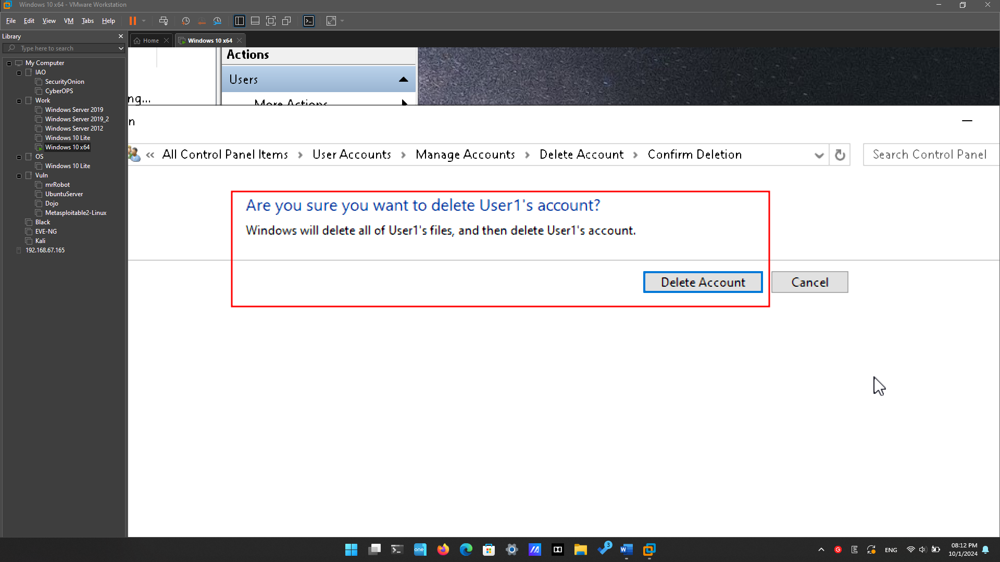 Windows 10 x64 - VMware Workstation
File Edit View VM Tabs Help
Library
Type here to search
Home
Windows 10 x64
My Computer
IAO
SecurityOnion
CyberOPS
Work
Windows Server 2019
Windows Server 2019_2
Windows Server 2012
Windows 10 Lite
Windows 10 x64
OS
Windows 10 Lite
Vuln
mrRobot
UbuntuServer
Dojo
Metasploitable2-Linux
Black
EVE-NG
Kali
192.168.67.165
Actions
Users
ng...
More Actions
n
« All Control Panel Items > User Accounts > Manage Accounts > Delete Account > Confirm Deletion
Search Control Panel
Are you sure you want to delete User1's account?
Windows will delete all of User1's files, and then delete User1's account.
Delete Account
Cancel
one
3
ENG
08:12 PM
10/1/2024